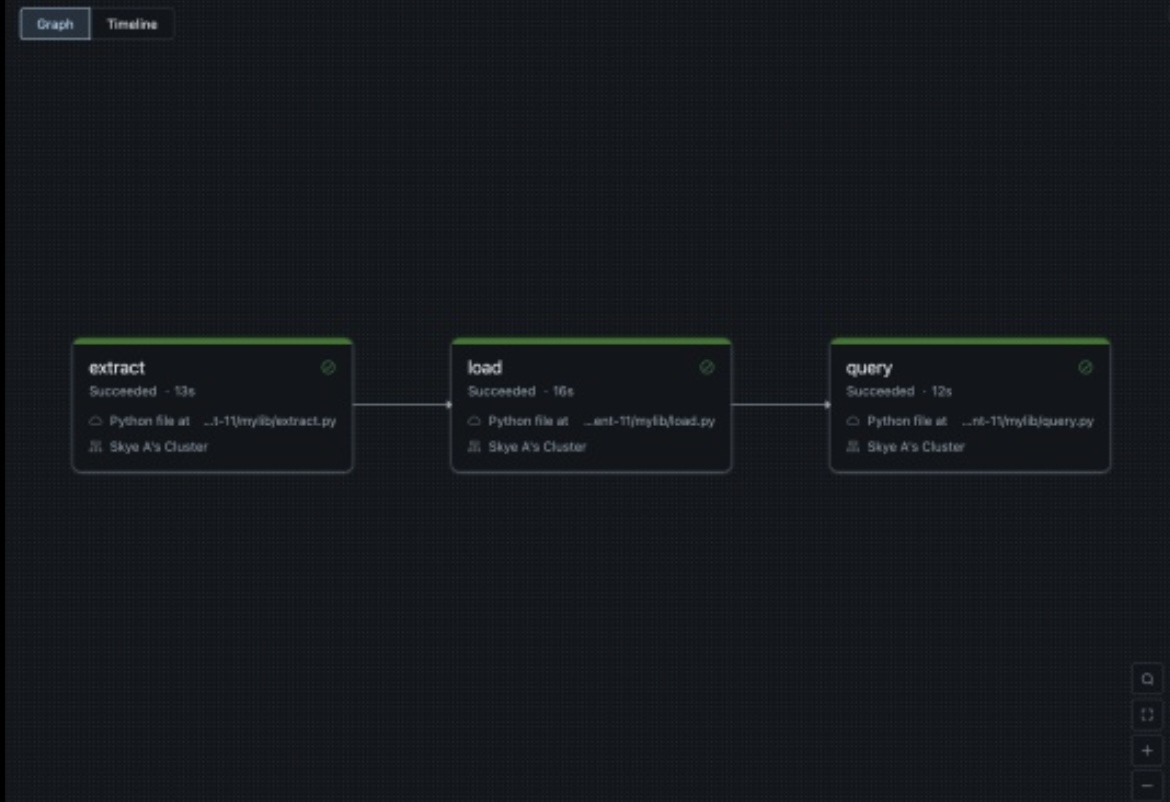 Graph Timeline
extract
Succeeded · 13s
Python file at ...t-11/mylib/extract.py
Skye A's Cluster
load
Succeeded · 16s
Python file at ...ent-11/mylib/load.py
Skye A's Cluster
query
Succeeded · 12s
Python file at ...nt-11/mylib/query.py
Skye A's Cluster